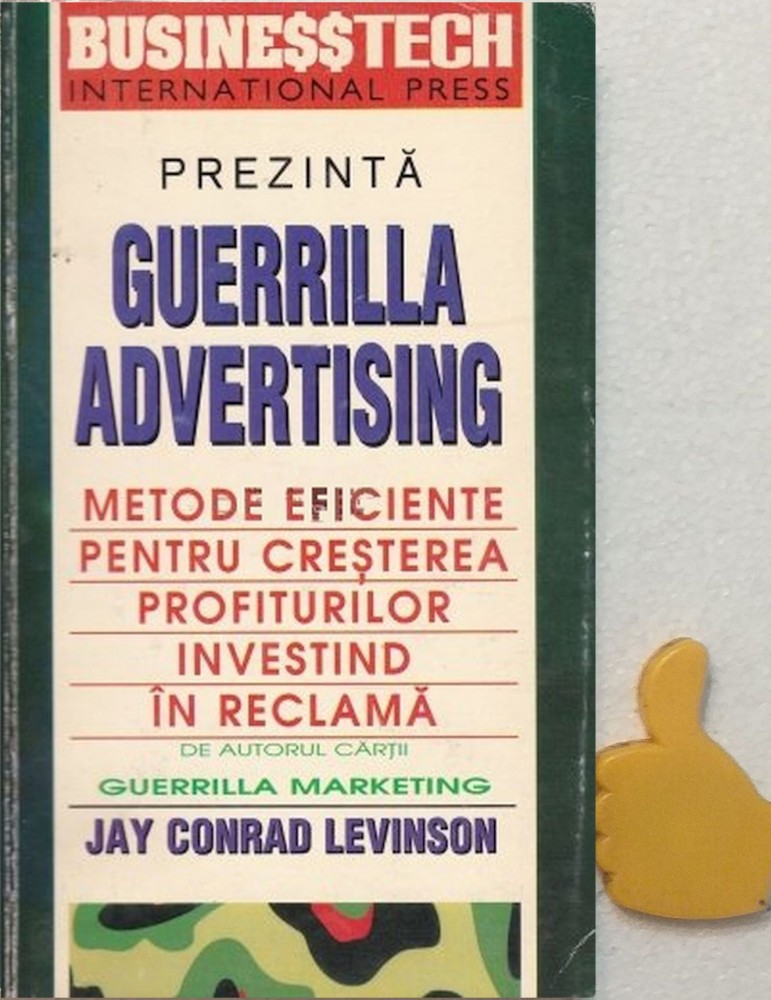 BUSINE$$TECH
INTERNATIONAL PRESS
PREZINTĂ
GUERRILLA
ADVERTISING
METODE EFICIENTE
PENTRU CREȘTEREA
PROFITURILOR
INVESTIND
ÎN RECLAMĂ
DE AUTORUL CĂRȚII
GUERRILLA MARKETING
JAY CONRAD LEVINSON